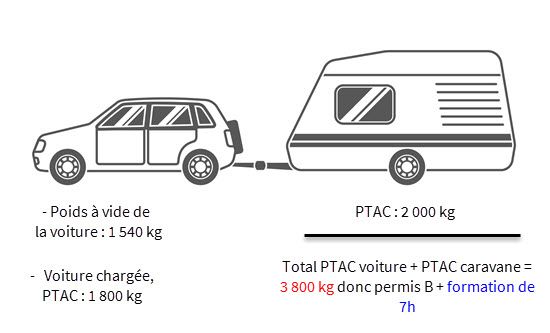 - Poids à vide de
la voiture : 1 540 kg
- Voiture chargée,
PTAC : 1 800 kg
PTAC : 2 000 kg
Total PTAC voiture + PTAC caravane =
3 800 kg donc permis B + formation de
7h